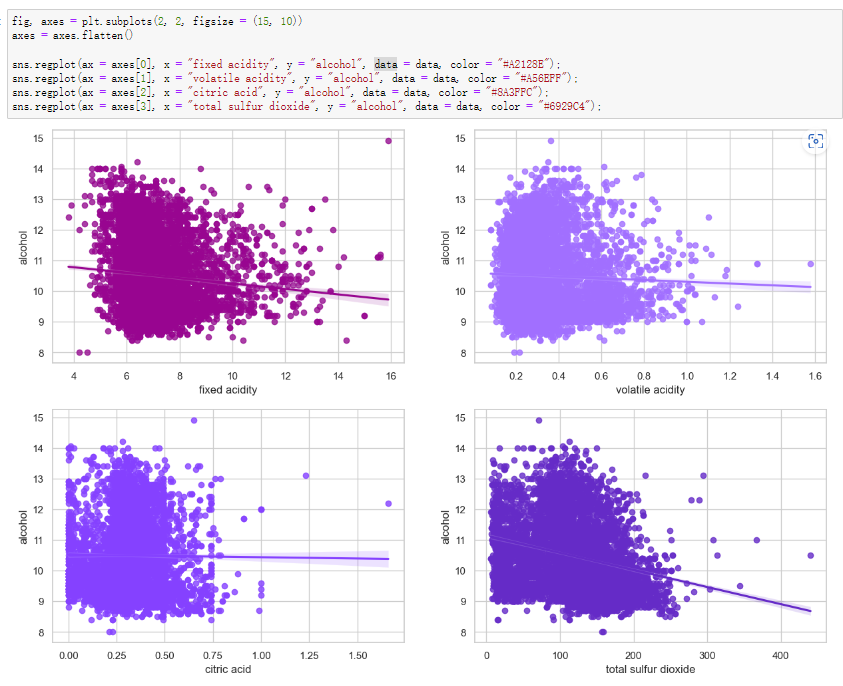 fig, axes = plt.subplots(2, 2, figsize = (15, 10))
axes = axes.flatten()
sns.regplot(ax = axes[0], x = "fixed acidity", y = "alcohol", data = data, color = "#A2128E");
sns.regplot(ax = axes[1], x = "volatile acidity", y = "alcohol", data = data, color = "#A56EFF");
sns.regplot(ax = axes[2], x = "citric acid", y = "alcohol", data = data, color = "#8A3FFC");
sns.regplot(ax = axes[3], x = "total sulfur dioxide", y = "alcohol", data = data, color = "#6929C4");
15
14
13
12
11
10
9
8
alcohol
4 6 8 10 12 14 16
fixed acidity
15
14
13
12
11
10
9
8
alcohol
0.2 0.4 0.6 0.8 1.0 1.2 1.4 1.6
volatile acidity
15
14
13
12
11
10
9
8
alcohol
0.00 0.25 0.50 0.75 1.00 1.25 1.50
citric acid
15
14
13
12
11
10
9
8
alcohol
0 100 200 300 400
total sulfur dioxide